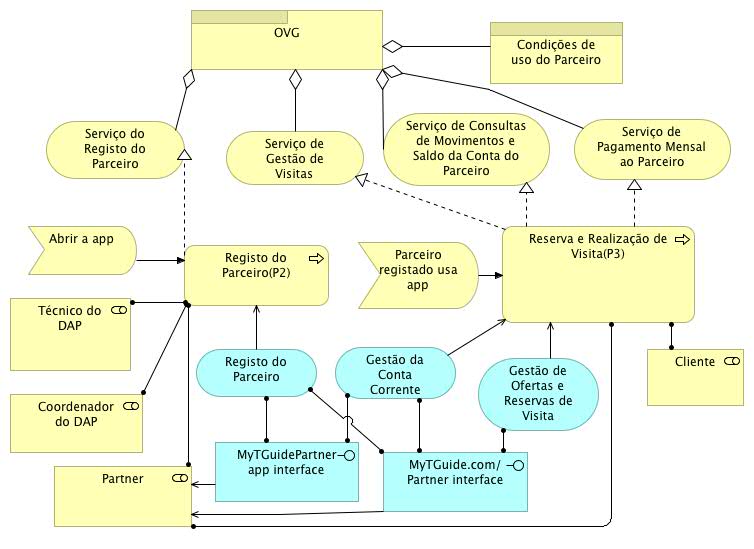 OVG
Condições de
uso do Parceiro
Serviço do
Registo do
Parceiro
Serviço de
Gestão de
Visitas
Serviço de Consultas
de Movimentos e
Saldo da Conta do
Parceiro
Serviço de
Pagamento Mensal
ao Parceiro
Abrir a app
Registo do
Parceiro(P2)
Parceiro
registado usa
app
Reserva e Realização de
Visita(P3)
Técnico do
DAP
Registo do
Parceiro
Gestão da
Conta
Corrente
Gestão de
Ofertas e
Reservas de
Visita
Cliente
Coordenador
do DAP
MyTGuidePartner
app interface
MyTGuide.com/
Partner interface
Partner